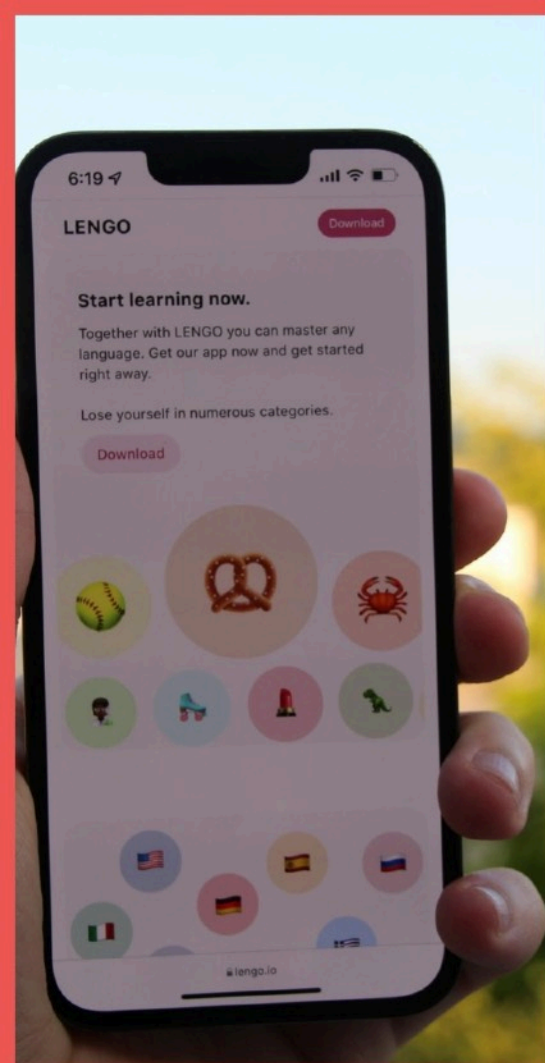 6:19
LENGO
Download
Start learning now.
Together with LENGO you can master any
language. Get our app now and get started
right away.
Lose yourself in numerous categories.
Download
lengo.io